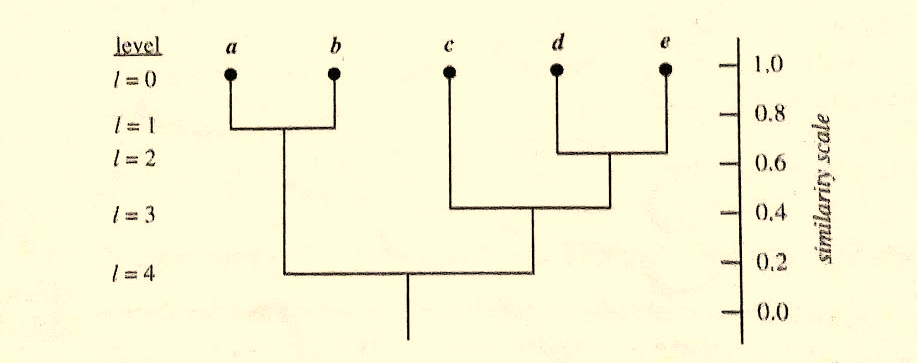 level a b c d e
l = 0
l = 1
l = 2
l = 3
l = 4
1.0
0.8
0.6
0.4
0.2
0.0
similarity scale